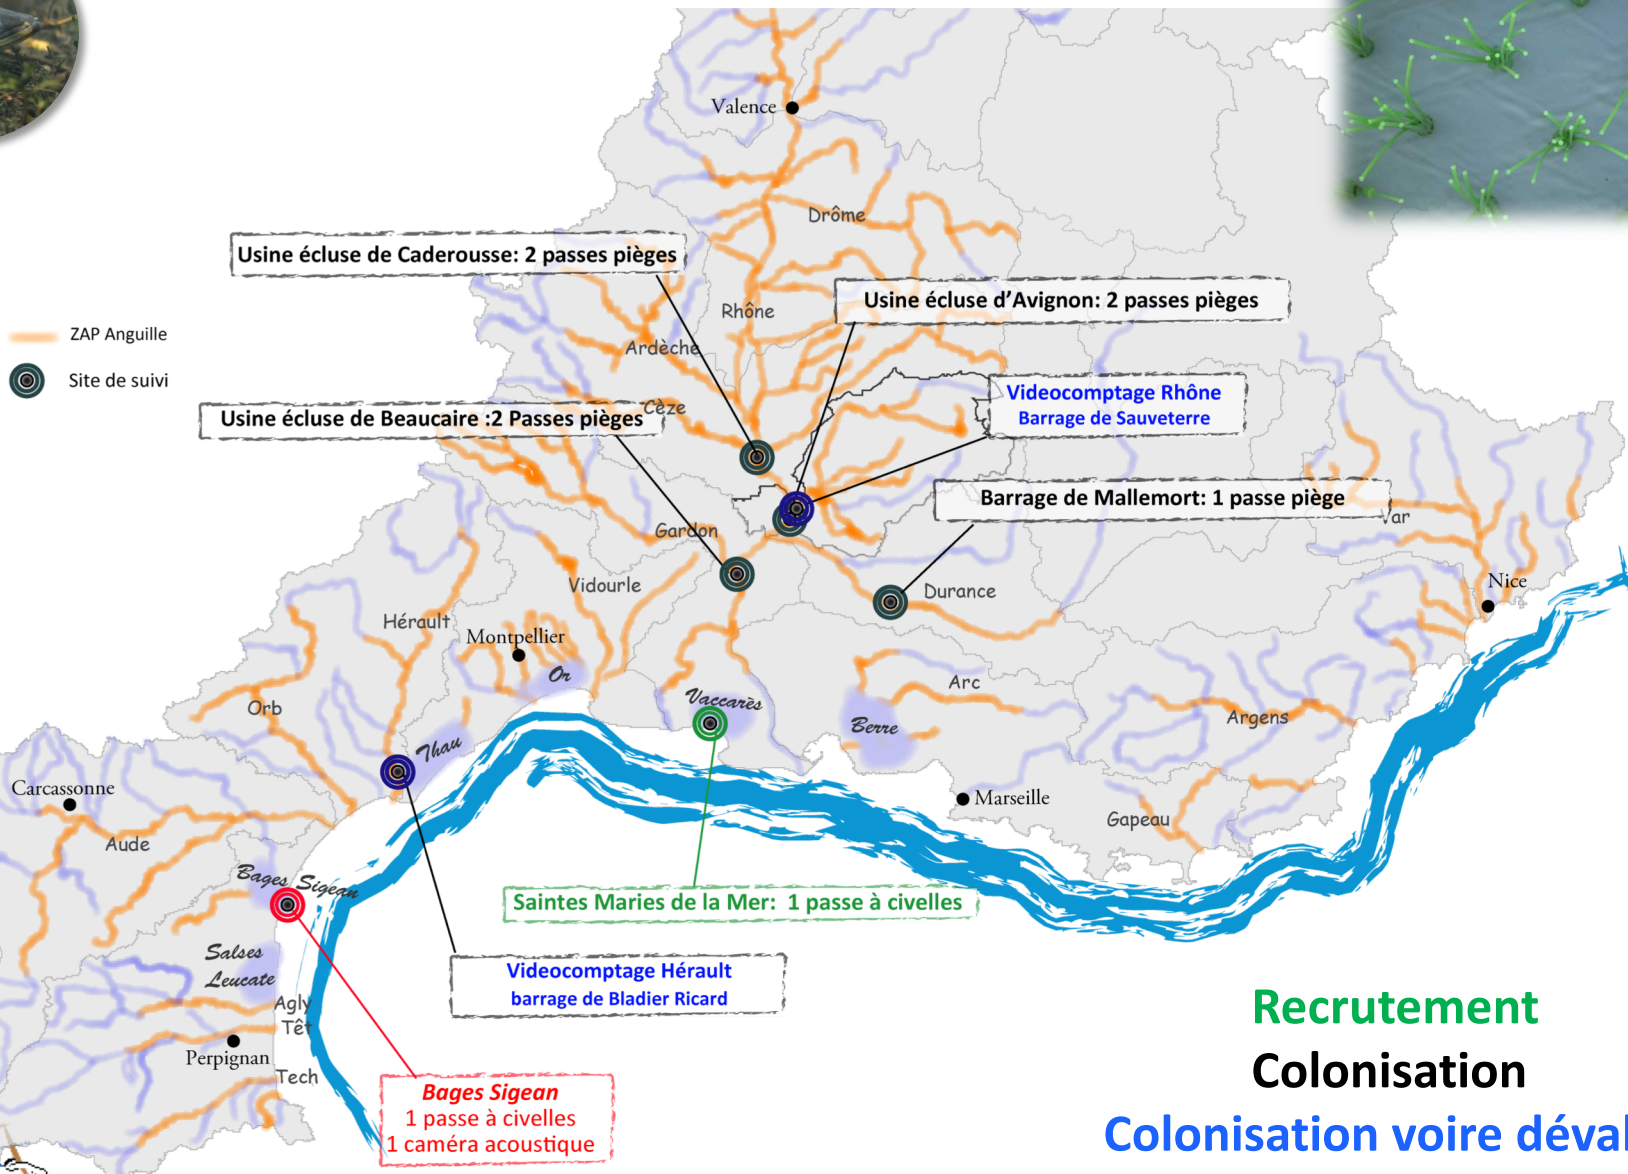 Valence
Drôme
Usine écluse de Caderousse: 2 passes pièges
Usine écluse d’Avignon: 2 passes pièges
Rhône
ZAP Anguille
Ardèche
Site de suivi
Videocomptage Rhône
Barrage de Sauveterre
Cèze
Usine écluse de Beaucaire :2 Passes pièges
Barrage de Mallemort: 1 passe piège
Var
Gardon
Nice
Vidourle
Durance
Hérault
Montpellier
Or
Arc
Vaccarès
Orb
Argens
Berre
Thau
Carcassonne
Marseille
Gapeau
Aude
Bages Sigean
Saintes Maries de la Mer: 1 passe à civelles
Salses
Leucate
Videocomptage Hérault
barrage de Bladier Ricard
Agly
Têt
Perpignan
Tech
Bages Sigean
1 passe à civelles
1 caméra acoustique
Recrutement
Colonisation
Colonisation voire déval